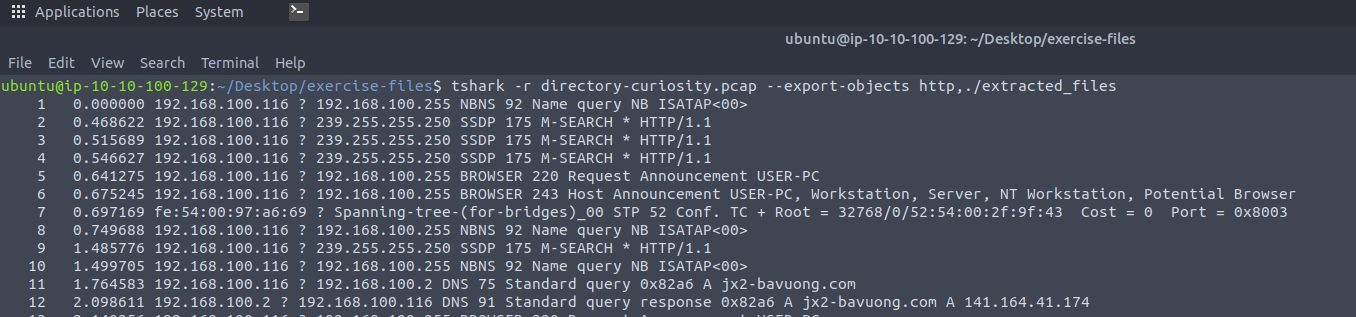 Applications Places System
ubuntu@ip-10-10-100-129: ~/Desktop/exercise-files
File Edit View Search Terminal Help
ubuntu@ip-10-10-100-129:~/Desktop/exercise-files$ tshark -r directory-curiosity.pcap --export-objects http,./extracted_files
1 0.000000 192.168.100.116 ? 192.168.100.255 NBNS 92 Name query NB ISATAP<00>
2 0.468622 192.168.100.116 ? 239.255.255.250 SSDP 175 M-SEARCH * HTTP/1.1
3 0.515689 192.168.100.116 ? 239.255.255.250 SSDP 175 M-SEARCH * HTTP/1.1
4 0.546627 192.168.100.116 ? 239.255.255.250 SSDP 175 M-SEARCH * HTTP/1.1
5 0.641275 192.168.100.116 ? 192.168.100.255 BROWSER 220 Request Announcement USER-PC
6 0.675245 192.168.100.116 ? 192.168.100.255 BROWSER 243 Host Announcement USER-PC, Workstation, Server, NT Workstation, Potential Browser
7 0.697169 fe:54:00:97:a6:69 ? Spanning-tree-(for-bridges)_00 STP 52 Conf. TC + Root = 32768/0/52:54:00:2f:9f:43  Cost = 0  Port = 0x8003
8 0.749688 192.168.100.116 ? 192.168.100.255 NBNS 92 Name query NB ISATAP<00>
9 1.485776 192.168.100.116 ? 239.255.255.250 SSDP 175 M-SEARCH * HTTP/1.1
10 1.499705 192.168.100.116 ? 192.168.100.255 NBNS 92 Name query NB ISATAP<00>
11 1.764583 192.168.100.116 ? 192.168.100.2 DNS 75 Standard query 0x82a6 A jx2-bavuong.com
12 2.098611 192.168.100.2 ? 192.168.100.116 DNS 91 Standard query response 0x82a6 A jx2-bavuong.com A 141.164.41.174